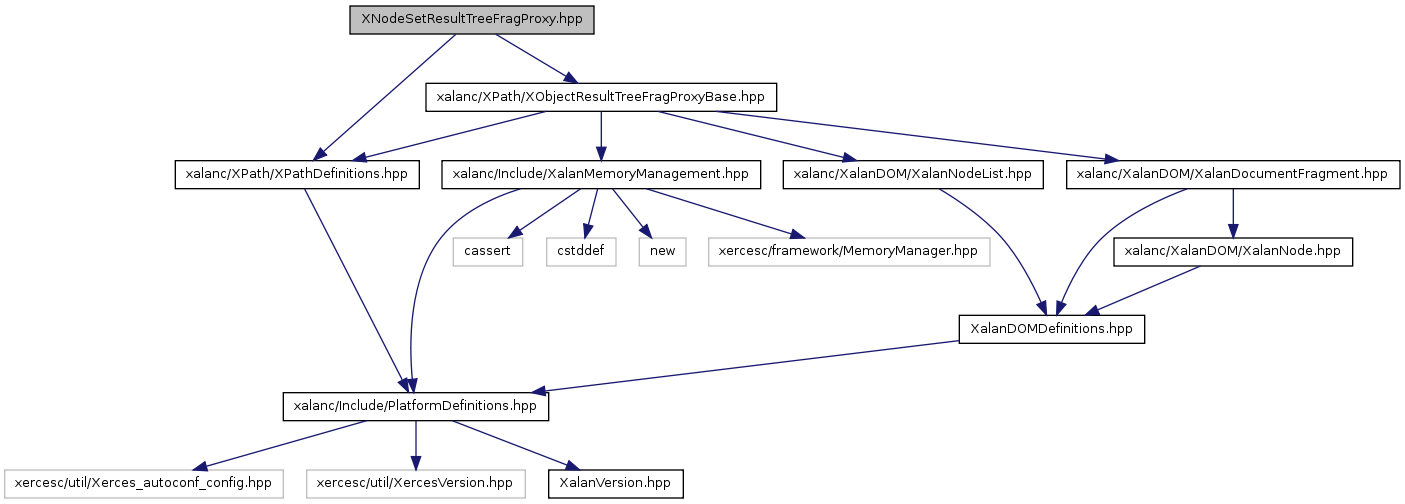 XNodeSetResultTreeFragProxy.hpp
xalanc/XPath/XObjectResultTreeFragProxyBase.hpp
xalanc/XPath/XPathDefinitions.hpp
xalanc/Include/XalanMemoryManagement.hpp
xalanc/XalanDOM/XalanNodeList.hpp
xalanc/XalanDOM/XalanDocumentFragment.hpp
cassert
cstddef
new
xercesc/framework/MemoryManager.hpp
xalanc/XalanDOM/XalanNode.hpp
XalanDOMDefinitions.hpp
xalanc/Include/PlatformDefinitions.hpp
xercesc/util/Xerces_autoconf_config.hpp
xercesc/util/XercesVersion.hpp
XalanVersion.hpp